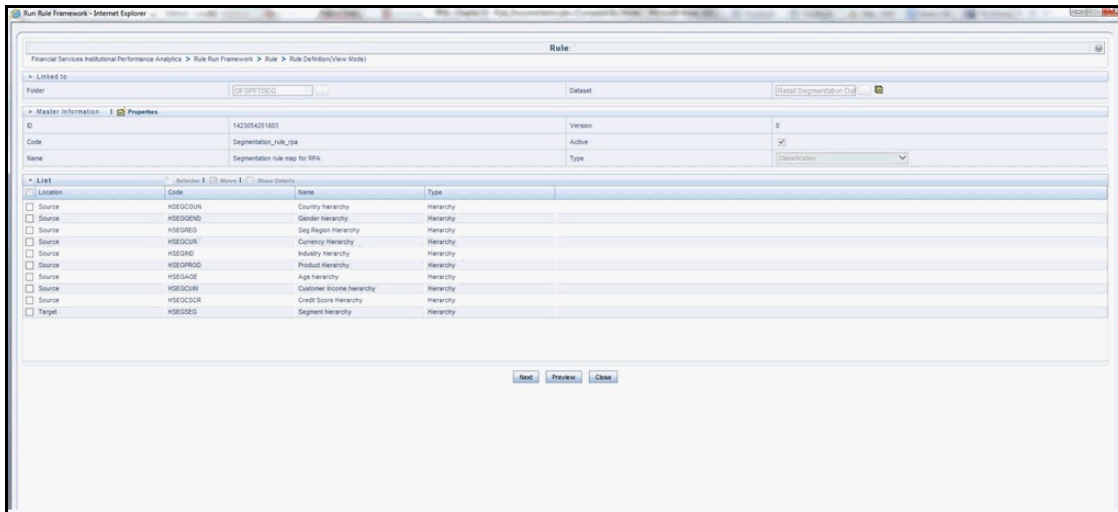 Run Rule Framework - Internet Explorer
Rule
Financial Services Institutional Performance Analytics > Rule Run Framework > Rule > Rule Definition(View Mode)
Linked to
Folder OFSPFTSEG ... Dataset Retail Segmentation Dat ...
Master Information | Properties
ID 1423054251803 Version 0
Code Segmentation_rule_rpa Active
Name Segmentation rule map for RPA Type Classification
List Selector | Move | Show Details
Location Code Name Type
Source HSEGCOUN Country hierarchy Hierarchy
Source HSEGGEND Gender hierarchy Hierarchy
Source HSEGREG Seg Region Hierarchy Hierarchy
Source HSEGCUR Currency Hierarchy Hierarchy
Source HSEGIND Industry hierarchy Hierarchy
Source HSEGPROD Product Hierarchy Hierarchy
Source HSEGAGE Age hierarchy Hierarchy
Source HSEGCUIN Customer Income hierarchy Hierarchy
Source HSEGCSCR Credit Score Hierarchy Hierarchy
Target HSEGSEG Segment hierarchy Hierarchy
Next Preview Close